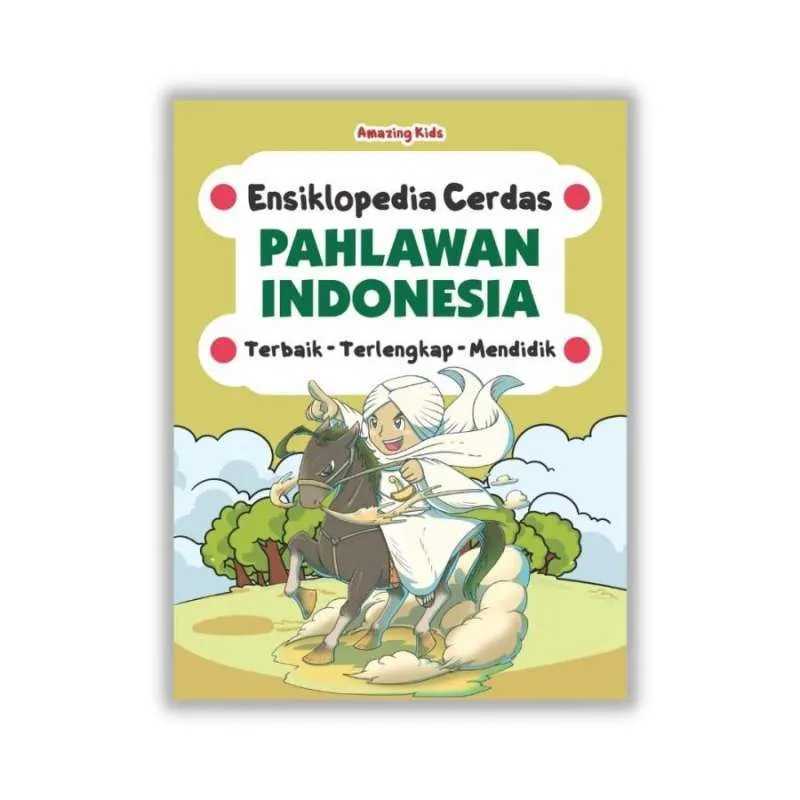 Amazing Kids
Ensiklopedia Cerdas
PAHLAWAN
INDONESIA
Terbaik - Terlengkap - Mendidik